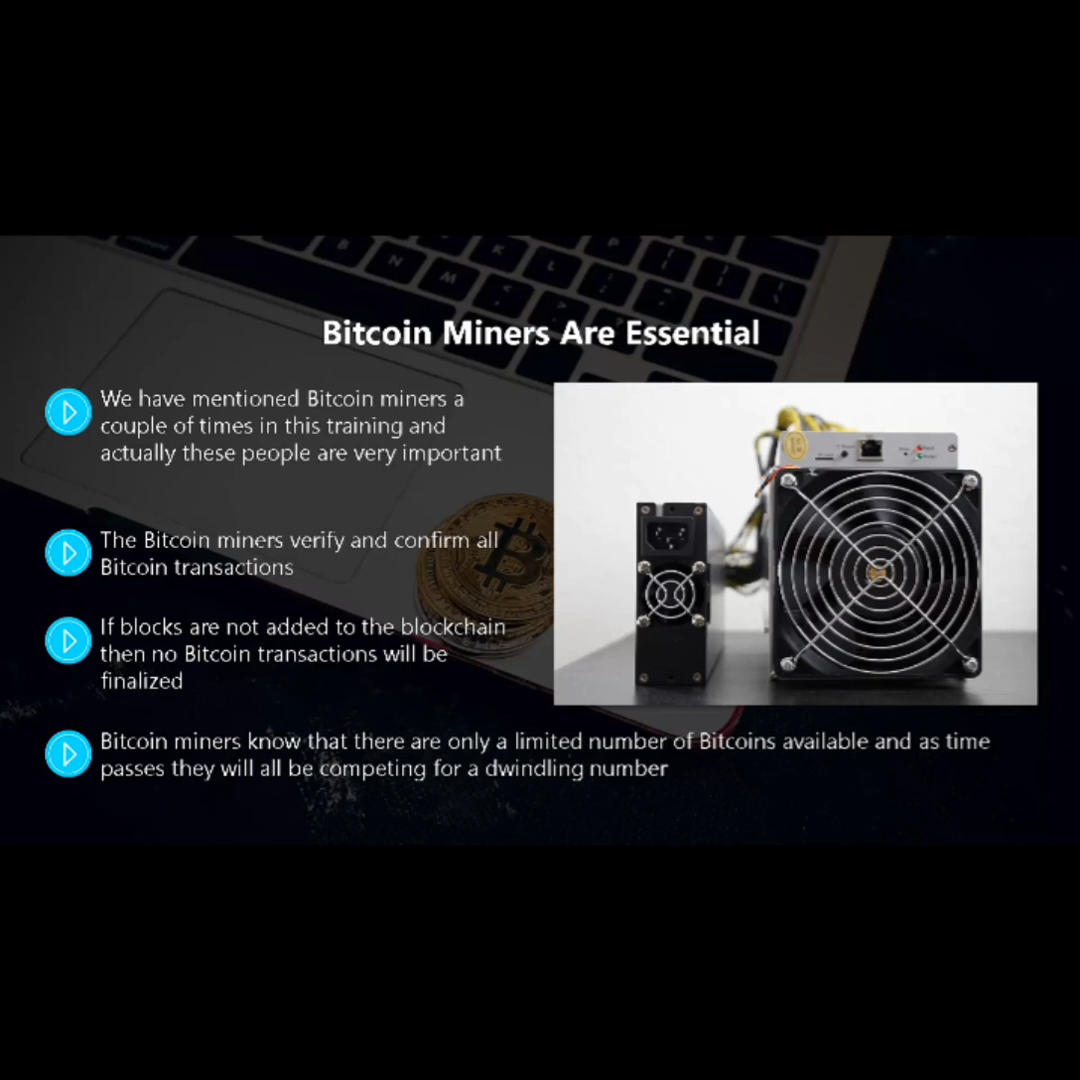 Bitcoin Miners Are Essential
We have mentioned Bitcoin miners a
couple of times in this training and
actually these people are very important
The Bitcoin miners verify and confirm all
Bitcoin transactions
If blocks are not added to the blockchain
then no Bitcoin transactions will be
finalized
Bitcoin miners know that there are only a limited number of Bitcoins available and as time
passes they will all be competing for a dwindling number